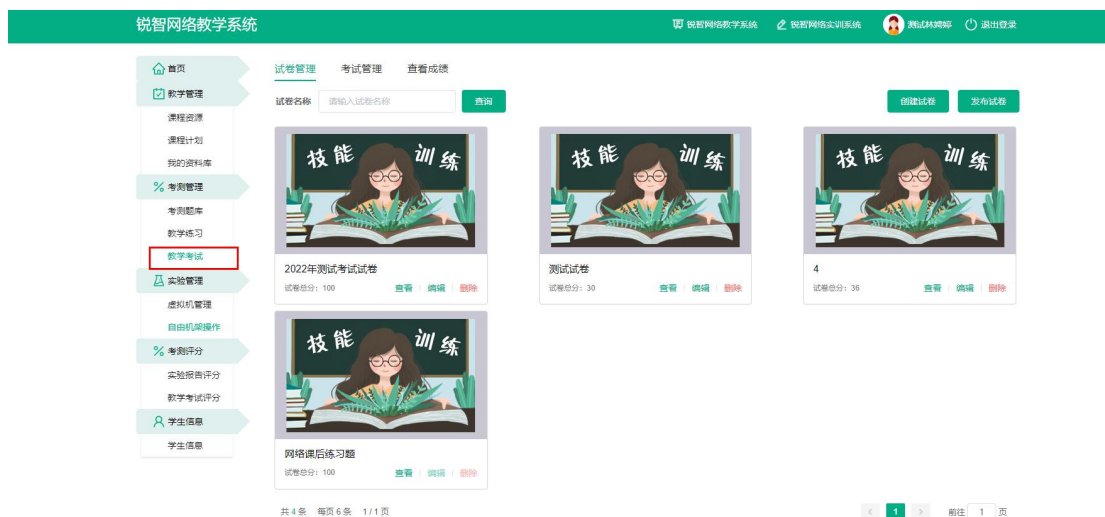 锐智网络教学系统
锐智网络教学系统 锐智网络实训系统 测试林婷婷 退出登录
首页
教学管理
课程资源
课程计划
我的资料库
考测管理
考测题库
教学练习
教学考试
实验管理
虚拟机管理
自由机架操作
考测评分
实验报告评分
教学考试评分
学生信息
学生信息
试卷管理 考试管理 查看成绩
试卷名称 请输入试卷名称 查询 创建试卷 发布试卷
技能训练
2022年测试考试试卷
试卷总分：100 查看 编辑 删除
技能训练
测试试卷
试卷总分：30 查看 编辑 删除
技能训练
4
试卷总分：36 查看 编辑 删除
技能训练
网络课后练习题
试卷总分：100 查看 编辑 删除
共4条 每页6条 1/1页
< 1 > 前往 1 页